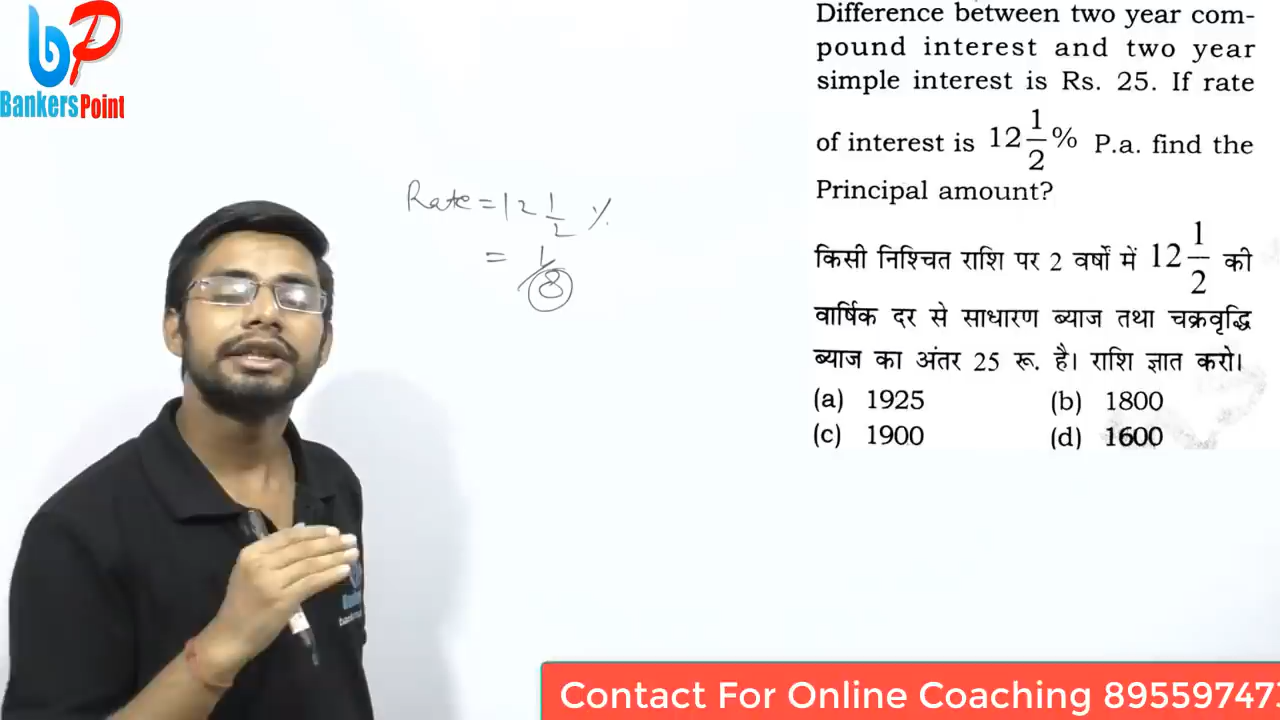 bp
BankersPoint
Difference between two year com-
pound interest and two year
simple interest is Rs. 25. If rate
of interest is 12 1/2 % P.a. find the
Principal amount?
किसी निश्चित राशि पर 2 वर्षों में 12 1/2 की
वार्षिक दर से साधारण ब्याज तथा चक्रवृद्धि
ब्याज का अंतर 25 रू. है। राशि ज्ञात करो।
(a) 1925 (b) 1800
(c) 1900 (d) 1600
Rate = 12 1/2 %
= 1/8
Contact For Online Coaching 895597473